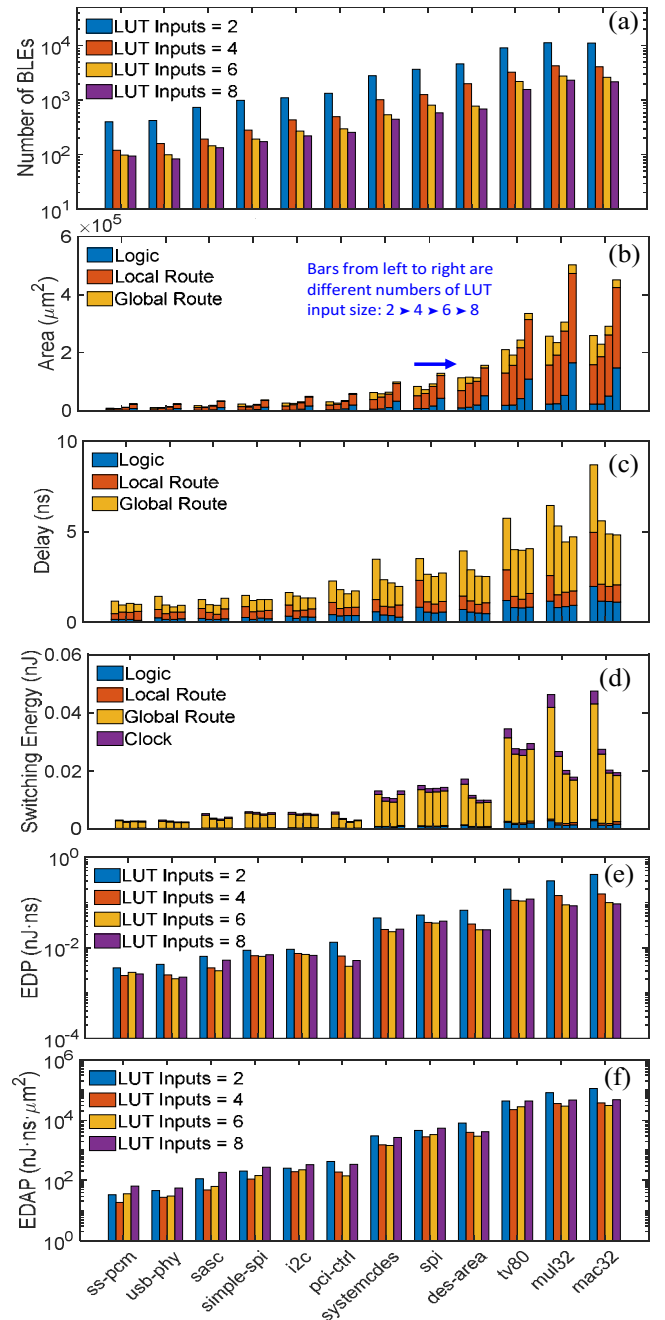 (a)
LUT Inputs = 2
LUT Inputs = 4
LUT Inputs = 6
LUT Inputs = 8
Number of BLEs
10^4
10^3
10^2
10^1
×10^5
(b)
Logic
Local Route
Global Route
Bars from left to right are
different numbers of LUT
input size: 2 ➤ 4 ➤ 6 ➤ 8
Area (μm^2)
6
4
2
0
(c)
Logic
Local Route
Global Route
Delay (ns)
10
5
0
(d)
Logic
Local Route
Global Route
Clock
Switching Energy (nJ)
0.06
0.04
0.02
0
(e)
LUT Inputs = 2
LUT Inputs = 4
LUT Inputs = 6
LUT Inputs = 8
EDP (nJ·ns)
10^0
10^-2
10^-4
(f)
LUT Inputs = 2
LUT Inputs = 4
LUT Inputs = 6
LUT Inputs = 8
EDAP (nJ·ns·μm^2)
10^6
10^4
10^2
10^0
ss-pcm
usb-phy
sasc
simple-spi
i2c
pci-ctrl
systemcdes
spi
des-area
tv80
mul32
mac32